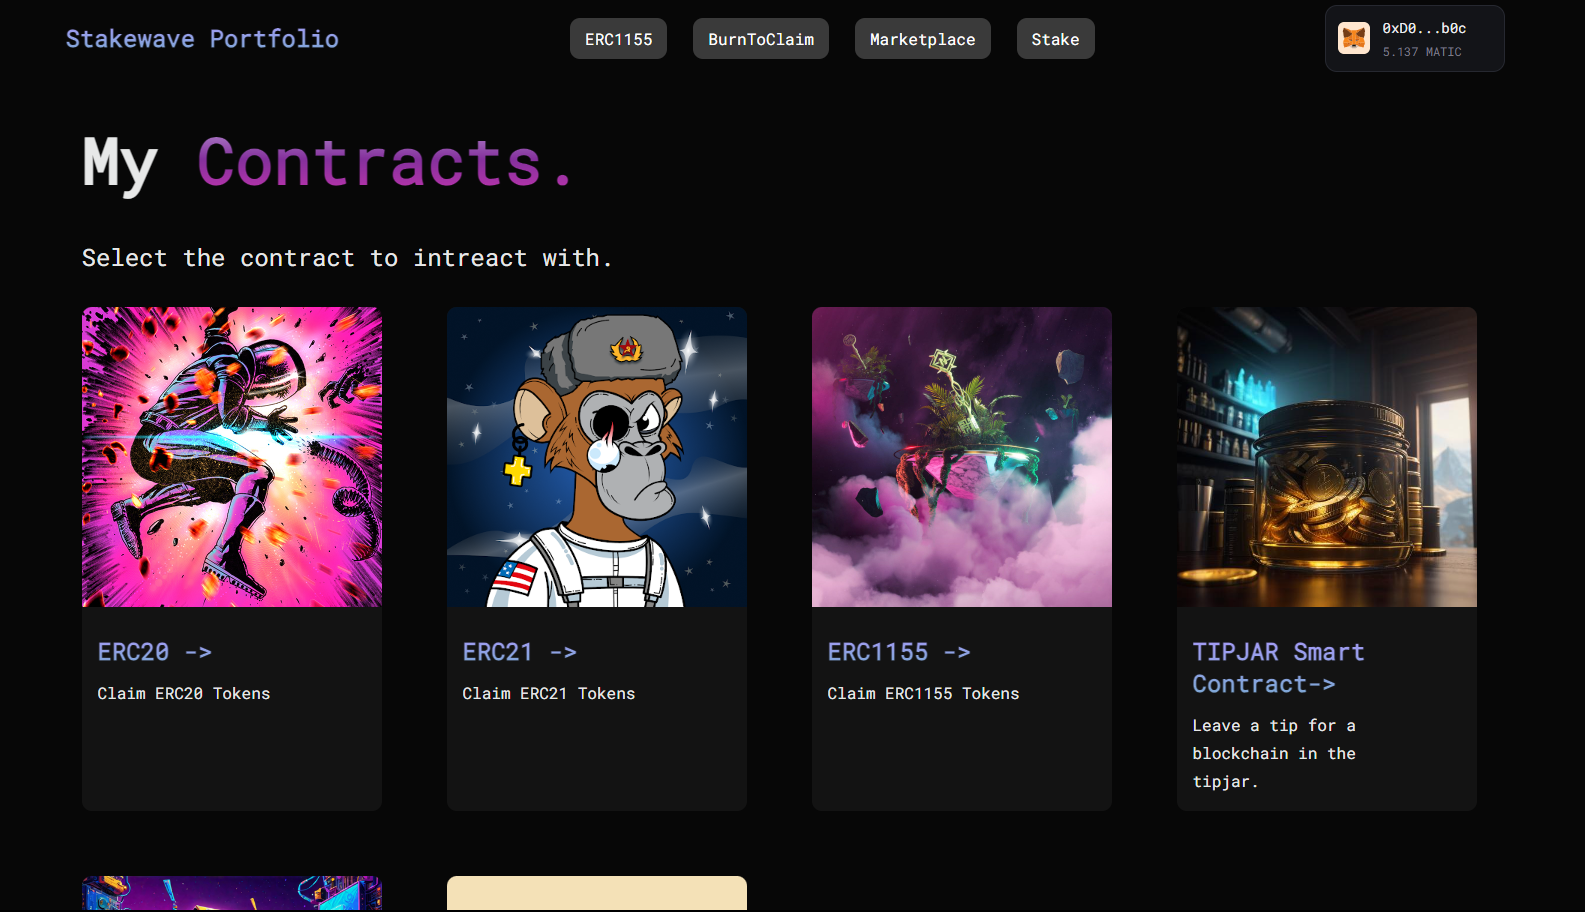 Stakewave Portfolio
ERC1155
BurnToClaim
Marketplace
Stake
0xD0...b0c
5.137 MATIC
My Contracts.
Select the contract to intreact with.
ERC20 ->
Claim ERC20 Tokens
ERC21 ->
Claim ERC21 Tokens
ERC1155 ->
Claim ERC1155 Tokens
TIPJAR Smart
Contract->
Leave a tip for a
blockchain in the
tipjar.